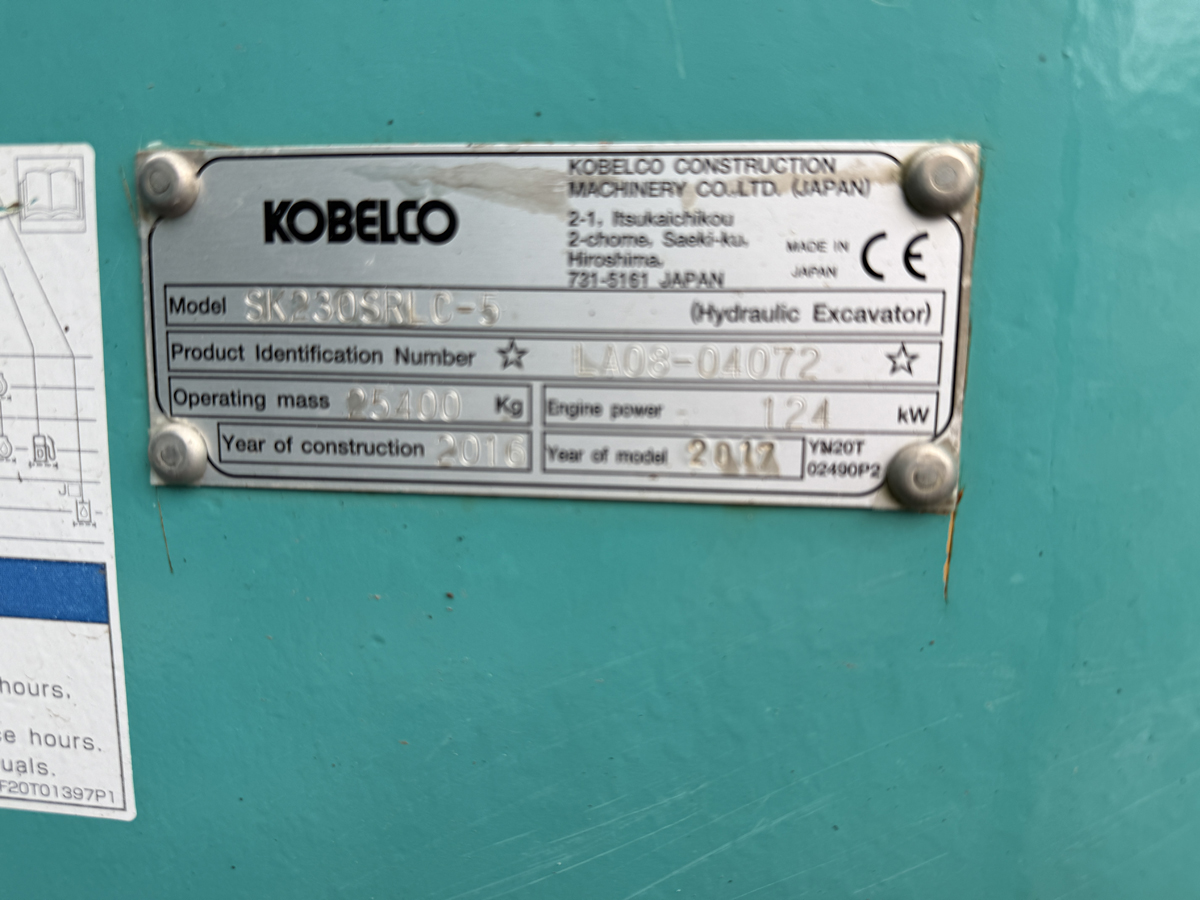 KOBELCO
KOBELCO CONSTRUCTION
MACHINERY CO.,LTD. (JAPAN)
2-1, Itsukaichikou
2-chome, Saeki-ku,
Hiroshima,
731-5161 JAPAN
MADE IN
JAPAN
CE
Model SK230SRLC-5 (Hydraulic Excavator)
Product Identification Number ☆ LA08-04072 ☆
Operating mass 25400 Kg
Engine power 124 kW
Year of construction 2016
Year of model 2017
YN20T
02490P2
hours.
se hours.
uals.
F20T01397P1